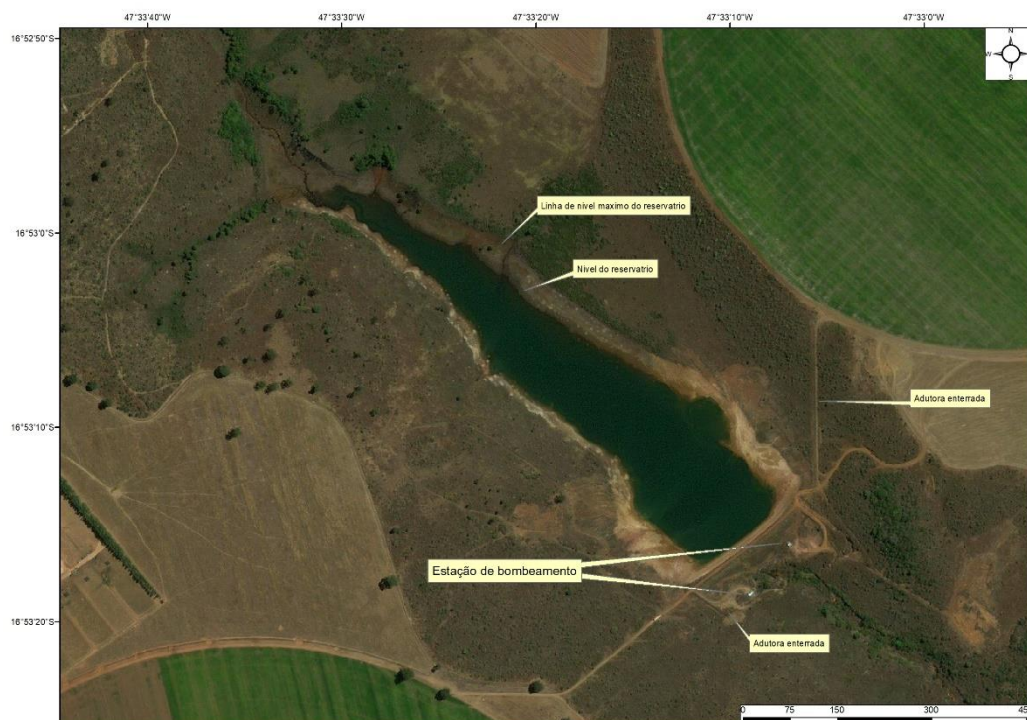 47°33'40"W
47°33'30"W
47°33'20"W
47°33'10"W
47°33'0"W
16°52'50"S
N
W
E
S
Linha de nivel maximo do reservatrio
16°53'0"S
Nivel do reservatrio
Adutora enterrada
16°53'10"S
Estação de bombeamento
16°53'20"S
Adutora enterrada
0
75
150
300